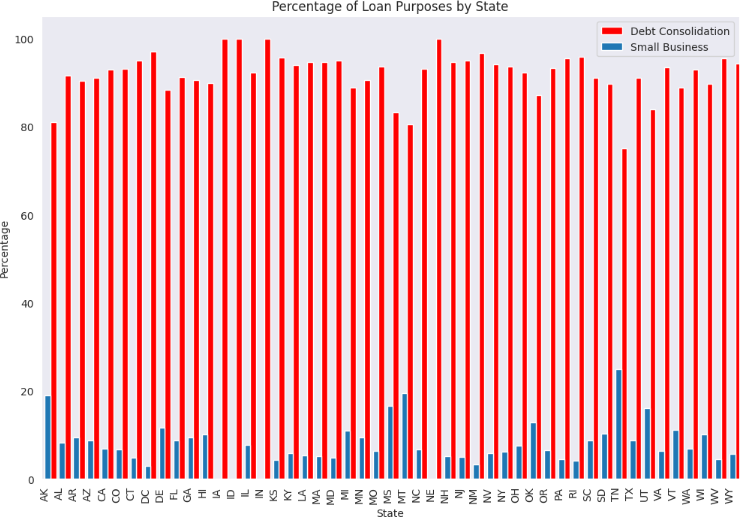 Percentage of Loan Purposes by State
Debt Consolidation
Small Business
100
80
60
40
20
0
Percentage
AK AL AR AZ CA CO CT DC DE FL GA HI IA ID IL IN KS KY LA MA MD MI MN MO MS MT NC NE NH NJ NM NV NY OH OK OR PA RI SC SD TN TX UT VA VT WA WI WV WY
State